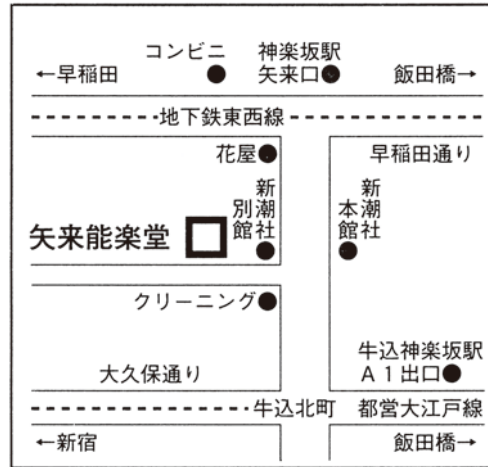 コンビニ
神楽坂駅
矢来口
←早稲田
飯田橋→
地下鉄東西線
花屋
早稲田通り
新潮社
別館
新潮社
本館
矢来能楽堂
クリーニング
牛込神楽坂駅
A1出口
大久保通り
牛込北町 都営大江戸線
←新宿
飯田橋→